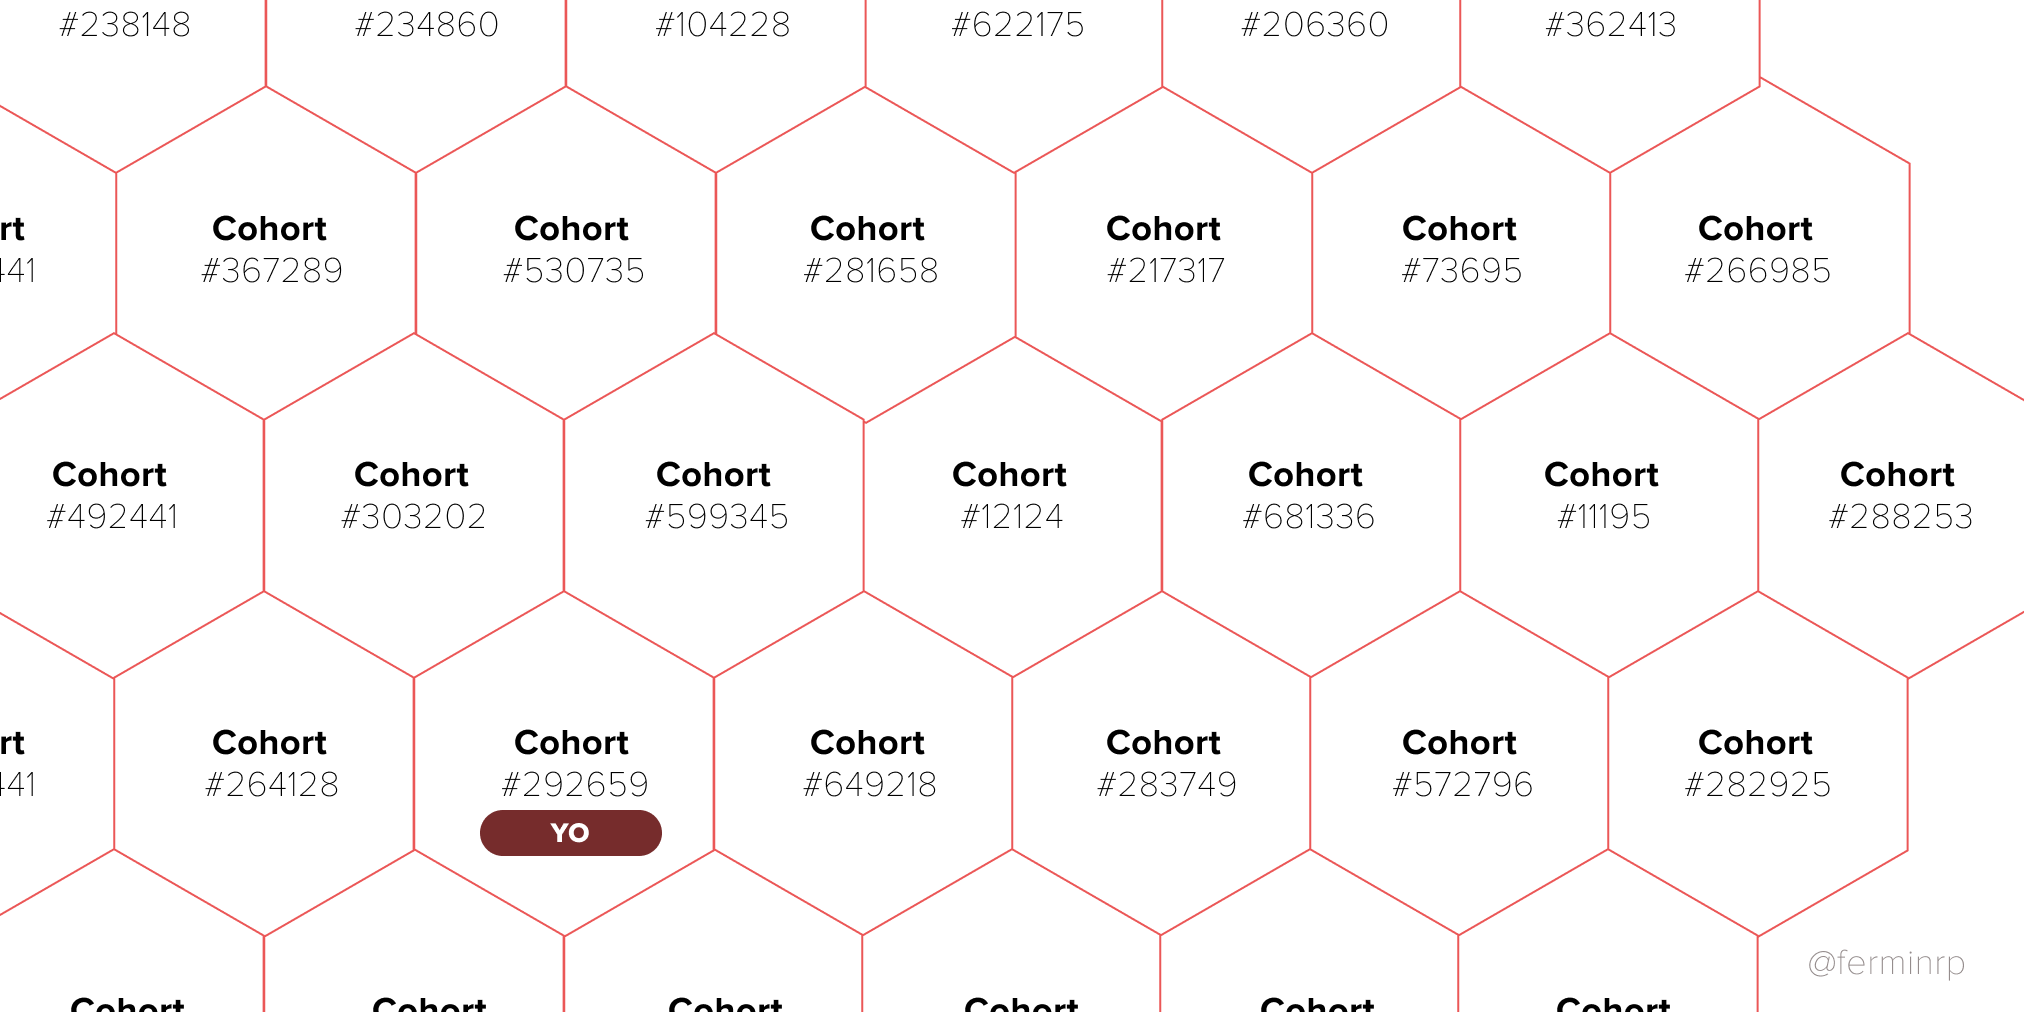 #238148 #234860 #104228 #622175 #206360 #362413
rt Cohort Cohort Cohort Cohort Cohort Cohort
441 #367289 #530735 #281658 #217317 #73695 #266985
Cohort Cohort Cohort Cohort Cohort Cohort Cohort
#492441 #303202 #599345 #12124 #681336 #11195 #288253
rt Cohort Cohort Cohort Cohort Cohort Cohort
441 #264128 #292659 #649218 #283749 #572796 #282925
YO
@ferminrp
Cohort Cohort Cohort Cohort Cohort Cohort